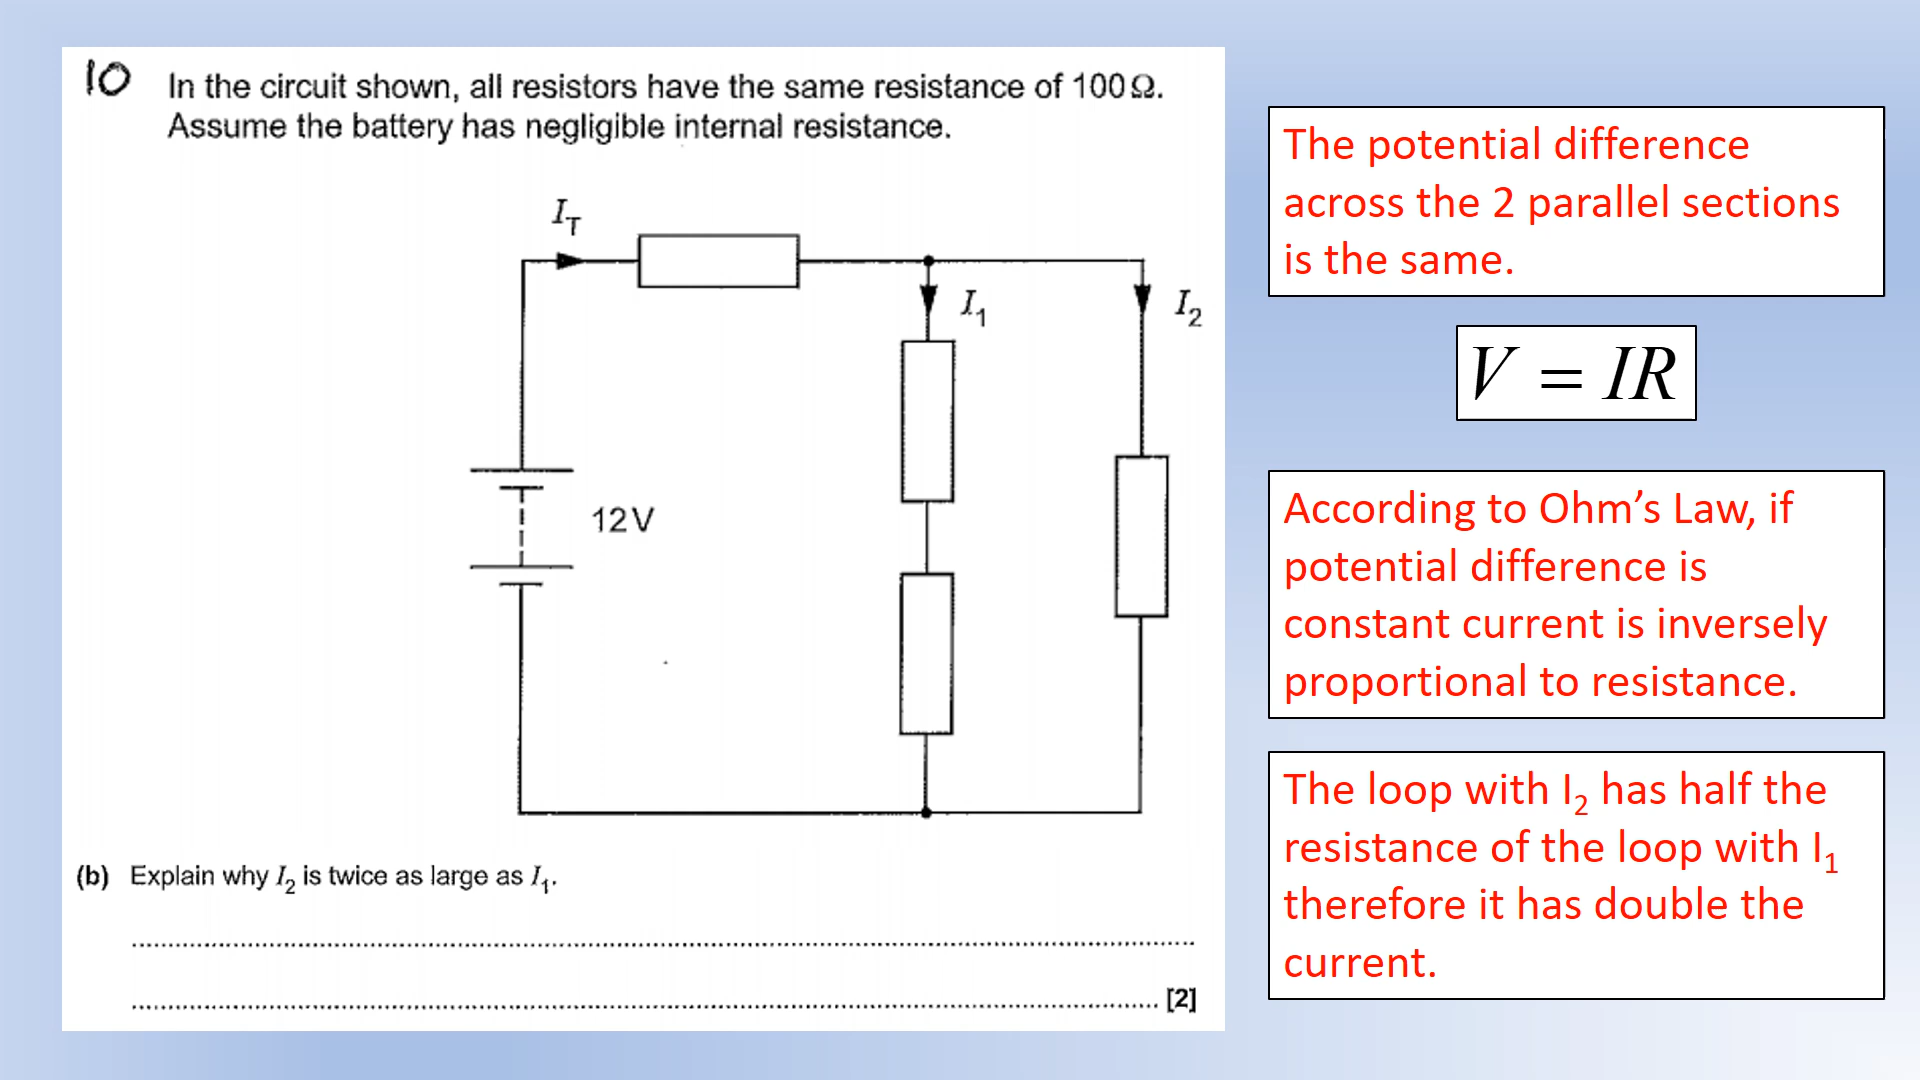 10 In the circuit shown, all resistors have the same resistance of 100 Ω.
Assume the battery has negligible internal resistance.
I_T
I_1
I_2
12 V
(b) Explain why I_2 is twice as large as I_1.
[2]
The potential difference
across the 2 parallel sections
is the same.
V = IR
According to Ohm’s Law, if
potential difference is
constant current is inversely
proportional to resistance.
The loop with I_2 has half the
resistance of the loop with I_1
therefore it has double the
current.